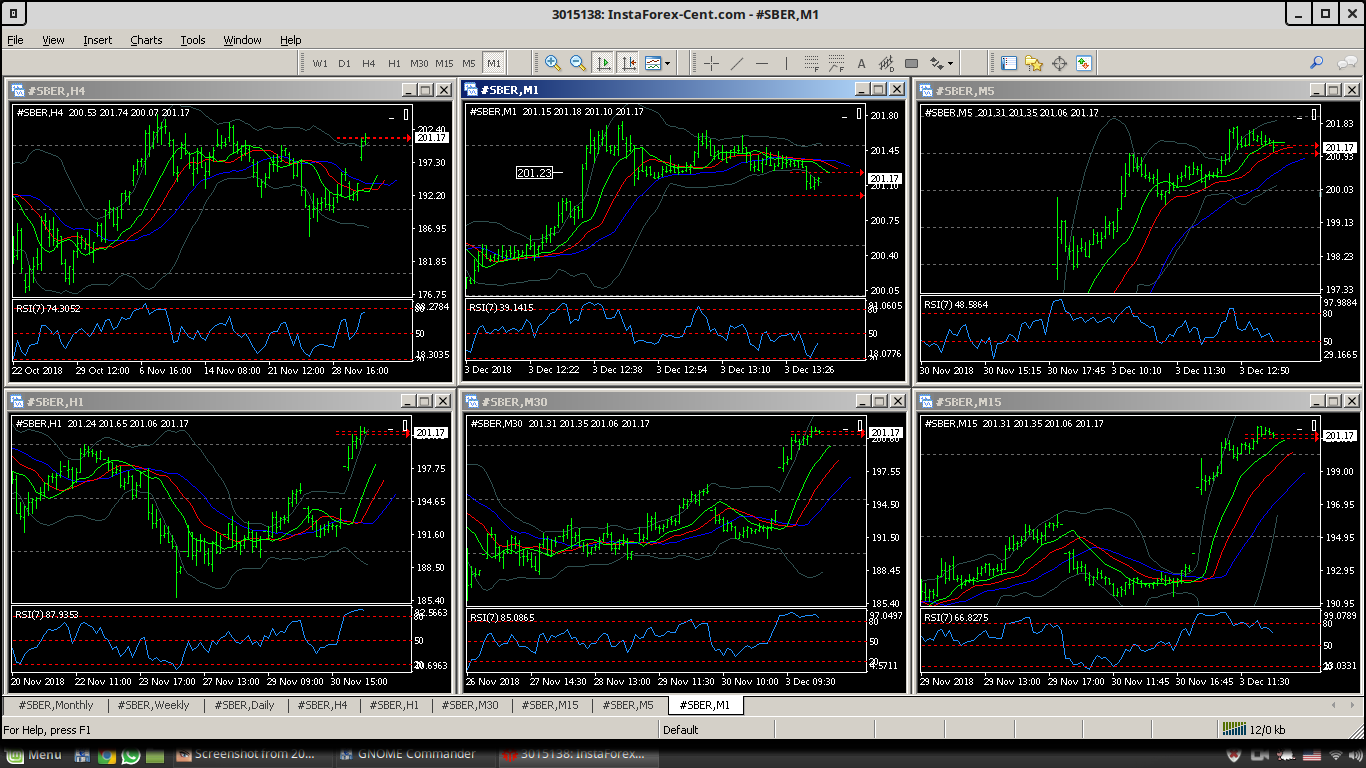 3015138: InstaForex-Cent.com - #SBER,M1
File View Insert Charts Tools Window Help
W1 D1 H4 H1 M30 M15 M5 M1
#SBER,H4
#SBER,H4 200.53 201.74 200.07 201.17
202.40
201.17
197.30
192.20
186.95
181.85
176.75
RSI(7) 74.3052
80
50
18.3035
22 Oct 2018 29 Oct 12:00 6 Nov 16:00 14 Nov 08:00 21 Nov 12:00 28 Nov 16:00
#SBER,M1
#SBER,M1 201.15 201.18 201.10 201.17
201.23
201.80
201.45
201.17
201.10
200.75
200.40
200.05
RSI(7) 39.1415
91.0605
80
50
18.0776
3 Dec 2018 3 Dec 12:22 3 Dec 12:38 3 Dec 12:54 3 Dec 13:10 3 Dec 13:26
#SBER,M5
#SBER,M5 201.31 201.35 201.06 201.17
201.83
201.17
200.93
200.03
199.13
198.23
197.33
RSI(7) 48.5864
97.9884
80
50
29.1665
30 Nov 2018 30 Nov 15:15 30 Nov 17:45 3 Dec 10:10 3 Dec 11:30 3 Dec 12:50
#SBER,H1
#SBER,H1 201.24 201.65 201.06 201.17
201.17
197.75
194.65
191.60
188.50
185.40
RSI(7) 87.9353
92.5663
80
50
20.6963
20 Nov 2018 22 Nov 11:00 23 Nov 17:00 27 Nov 13:00 29 Nov 09:00 30 Nov 15:00
#SBER,M30
#SBER,M30 201.31 201.35 201.06 201.17
201.17
200.60
197.55
194.50
191.50
188.45
185.40
RSI(7) 85.0865
97.0497
80
50
20
4.5711
26 Nov 2018 27 Nov 14:30 28 Nov 13:00 29 Nov 11:30 30 Nov 10:00 3 Dec 09:30
#SBER,M15
#SBER,M15 201.31 201.35 201.06 201.17
201.17
199.00
196.95
194.95
192.95
190.95
RSI(7) 66.8275
99.0789
80
50
29 Nov 2018 29 Nov 13:00 29 Nov 17:00 30 Nov 11:45 30 Nov 16:45 3 Dec 11:30
#SBER,Monthly #SBER,Weekly #SBER,Daily #SBER,H4 #SBER,H1 #SBER,M30 #SBER,M15 #SBER,M5 #SBER,M1
For Help, press F1 Default 12/0 kb
Menu Screenshot from 20... GNOME Commander 3015138: InstaForex...